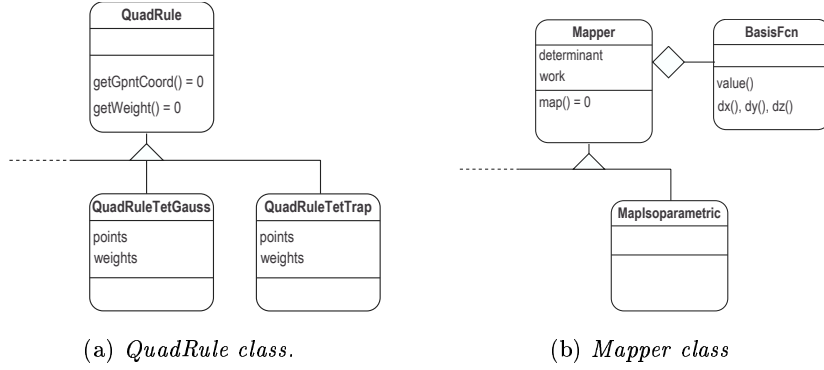 QuadRule
getGpntCoord() = 0
getWeight() = 0
QuadRuleTetGauss
points
weights
QuadRuleTetTrap
points
weights
(a) QuadRule class.
Mapper
determinant
work
map() = 0
BasisFcn
value()
dx(), dy(), dz()
MapIsoparametric
(b) Mapper class